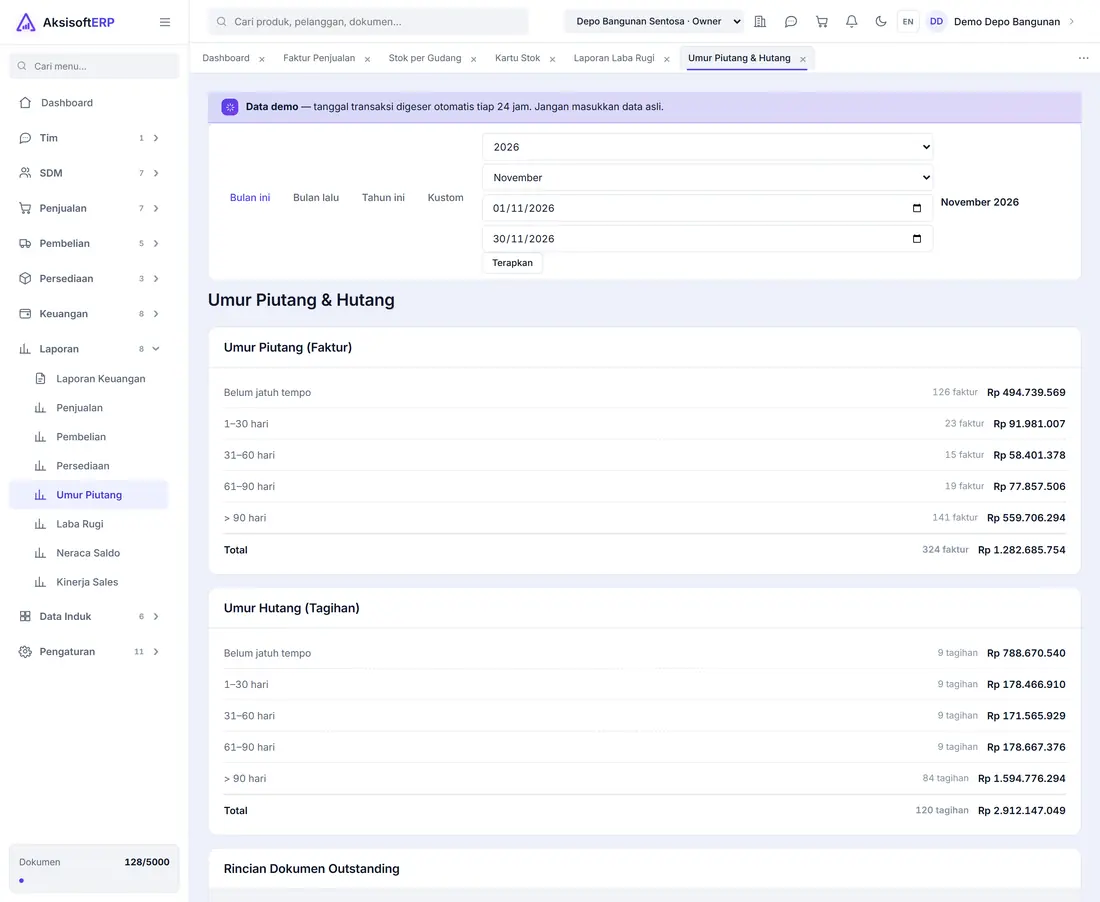 AksisoftERP
Cari produk, pelanggan, dokumen...
Depo Bangunan Sentosa · Owner
EN
DD
Demo Depo Bangunan
Cari menu...
Dashboard
Tim 1
SDM 7
Penjualan 7
Pembelian 5
Persediaan 3
Keuangan 8
Laporan 8
Laporan Keuangan
Penjualan
Pembelian
Persediaan
Umur Piutang
Laba Rugi
Neraca Saldo
Kinerja Sales
Data Induk 6
Pengaturan 11
Dokumen 128/5000
Dashboard × Faktur Penjualan × Stok per Gudang × Kartu Stok × Laporan Laba Rugi × Umur Piutang & Hutang ×
Data demo — tanggal transaksi digeser otomatis tiap 24 jam. Jangan masukkan data asli.
Bulan ini Bulan lalu Tahun ini Kustom
2026
November
01/11/2026
30/11/2026
Terapkan
November 2026
Umur Piutang & Hutang
Umur Piutang (Faktur)
Belum jatuh tempo 126 faktur Rp 494.739.569
1–30 hari 23 faktur Rp 91.981.007
31–60 hari 15 faktur Rp 58.401.378
61–90 hari 19 faktur Rp 77.857.506
> 90 hari 141 faktur Rp 559.706.294
Total 324 faktur Rp 1.282.685.754
Umur Hutang (Tagihan)
Belum jatuh tempo 9 tagihan Rp 788.670.540
1–30 hari 9 tagihan Rp 178.466.910
31–60 hari 9 tagihan Rp 171.565.929
61–90 hari 9 tagihan Rp 178.667.376
> 90 hari 84 tagihan Rp 1.594.776.294
Total 120 tagihan Rp 2.912.147.049
Rincian Dokumen Outstanding